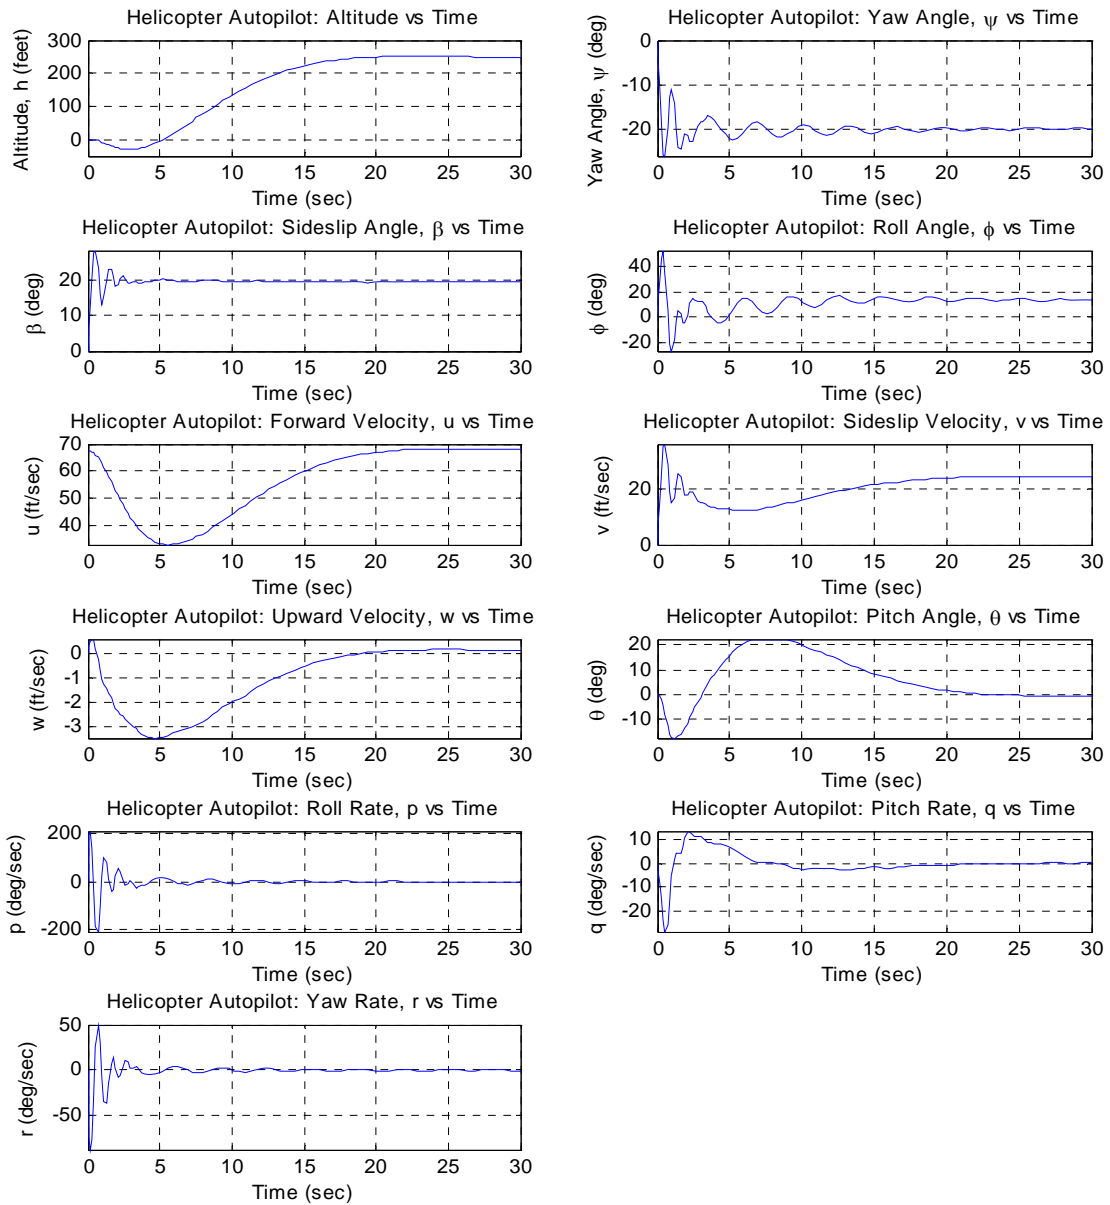 Helicopter Autopilot: Altitude vs Time
300
200
100
0
Altitude, h (feet)
0 5 10 15 20 25 30
Time (sec)
Helicopter Autopilot: Yaw Angle, ψ vs Time
0
-10
-20
Yaw Angle, ψ (deg)
0 5 10 15 20 25 30
Time (sec)
Helicopter Autopilot: Sideslip Angle, β vs Time
20
10
0
β (deg)
0 5 10 15 20 25 30
Time (sec)
Helicopter Autopilot: Roll Angle, ϕ vs Time
40
20
0
-20
ϕ (deg)
0 5 10 15 20 25 30
Time (sec)
Helicopter Autopilot: Forward Velocity, u vs Time
70
60
50
40
u (ft/sec)
0 5 10 15 20 25 30
Time (sec)
Helicopter Autopilot: Sideslip Velocity, v vs Time
20
0
v (ft/sec)
0 5 10 15 20 25 30
Time (sec)
Helicopter Autopilot: Upward Velocity, w vs Time
0
-1
-2
-3
w (ft/sec)
0 5 10 15 20 25 30
Time (sec)
Helicopter Autopilot: Pitch Angle, θ vs Time
20
10
0
-10
θ (deg)
0 5 10 15 20 25 30
Time (sec)
Helicopter Autopilot: Roll Rate, p vs Time
200
0
-200
p (deg/sec)
0 5 10 15 20 25 30
Time (sec)
Helicopter Autopilot: Pitch Rate, q vs Time
10
0
-10
-20
q (deg/sec)
0 5 10 15 20 25 30
Time (sec)
Helicopter Autopilot: Yaw Rate, r vs Time
50
0
-50
r (deg/sec)
0 5 10 15 20 25 30
Time (sec)